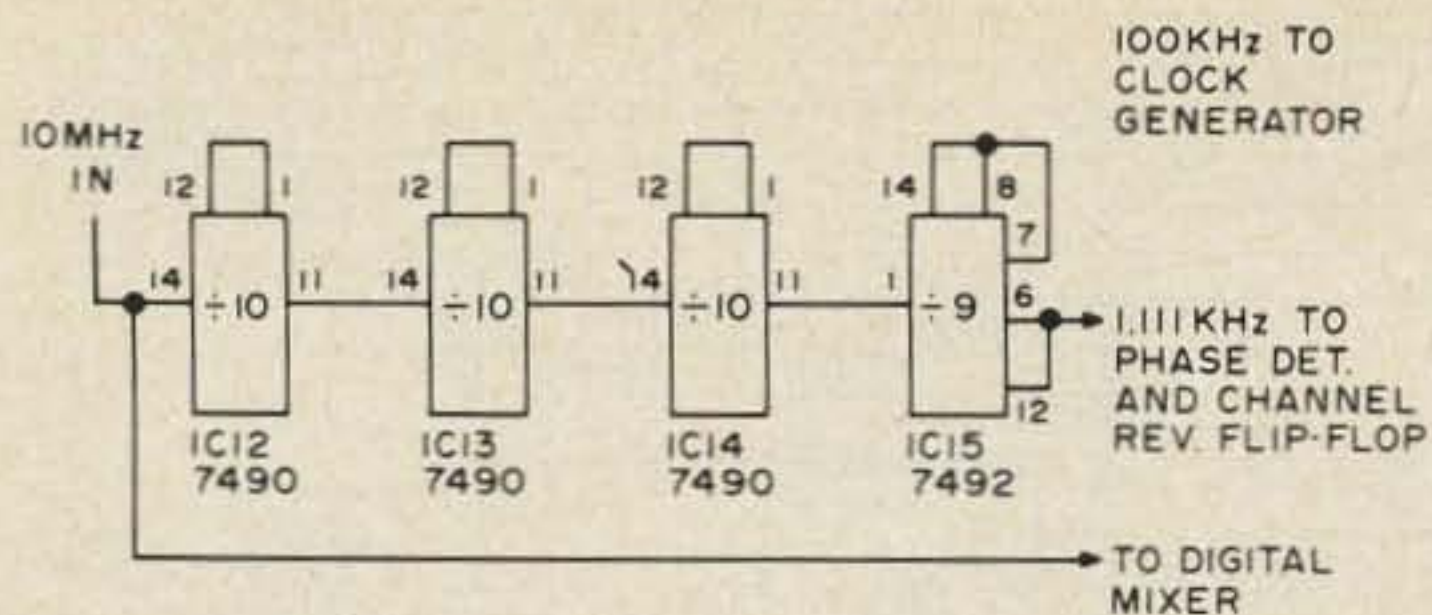 100KHz TO
CLOCK
GENERATOR
10MHz
IN
12 1
12 1
12 1
14 8
7
14 ÷10 11
14 ÷10 11
14 ÷10 11
1 ÷9 6
12
1.111KHz TO
PHASE DET.
AND CHANNEL
REV. FLIP-FLOP
IC12
7490
IC13
7490
IC14
7490
IC15
7492
TO DIGITAL
MIXER